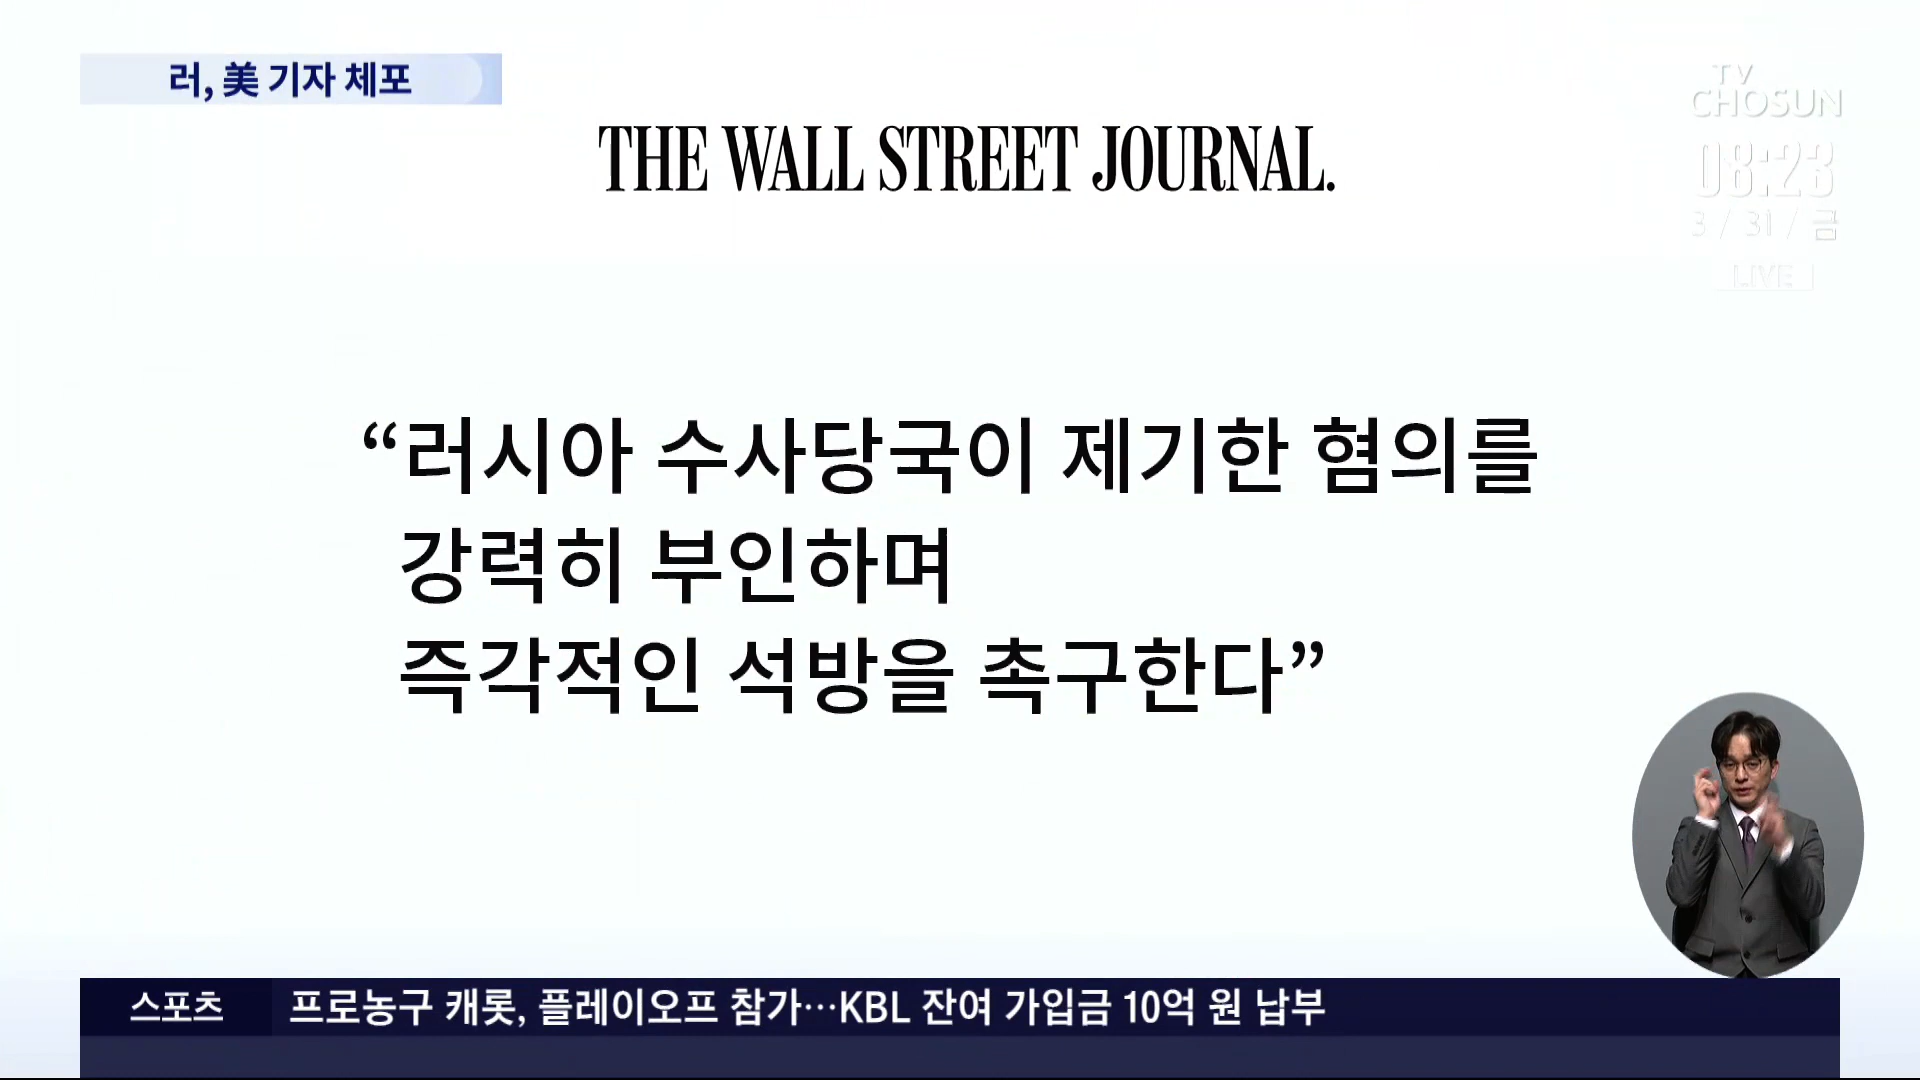 러, 美 기자 체포
TV
CHOSUN
08:23
3 / 31 / 금
LIVE
THE WALL STREET JOURNAL.
“러시아 수사당국이 제기한 혐의를
강력히 부인하며
즉각적인 석방을 촉구한다”
스포츠 프로농구 캐롯, 플레이오프 참가…KBL 잔여 가입금 10억 원 납부